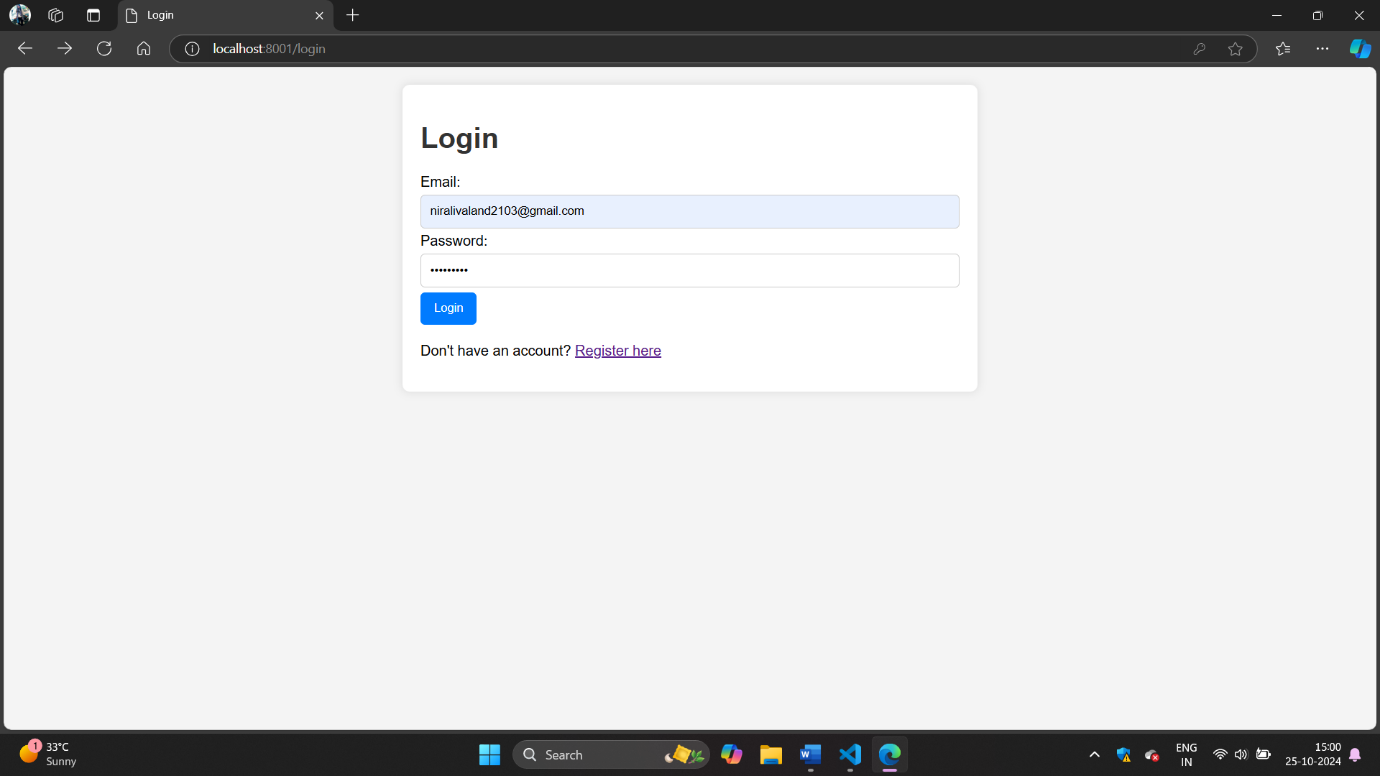 Login
localhost:8001/login
Login
Email:
niralivaland2103@gmail.com
Password:
•••••••••
Login
Don't have an account? Register here
1
33°C
Sunny
Search
ENG
IN
15:00
25-10-2024